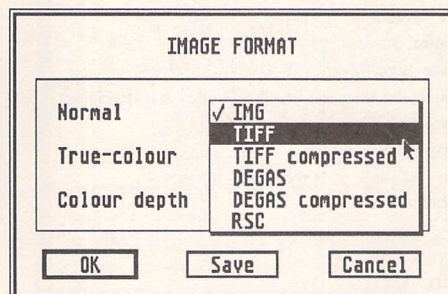 IMAGE FORMAT
Normal
✓ IMG
TIFF
True-colour
TIFF compressed
DEGAS
Colour depth
DEGAS compressed
RSC
OK
Save
Cancel